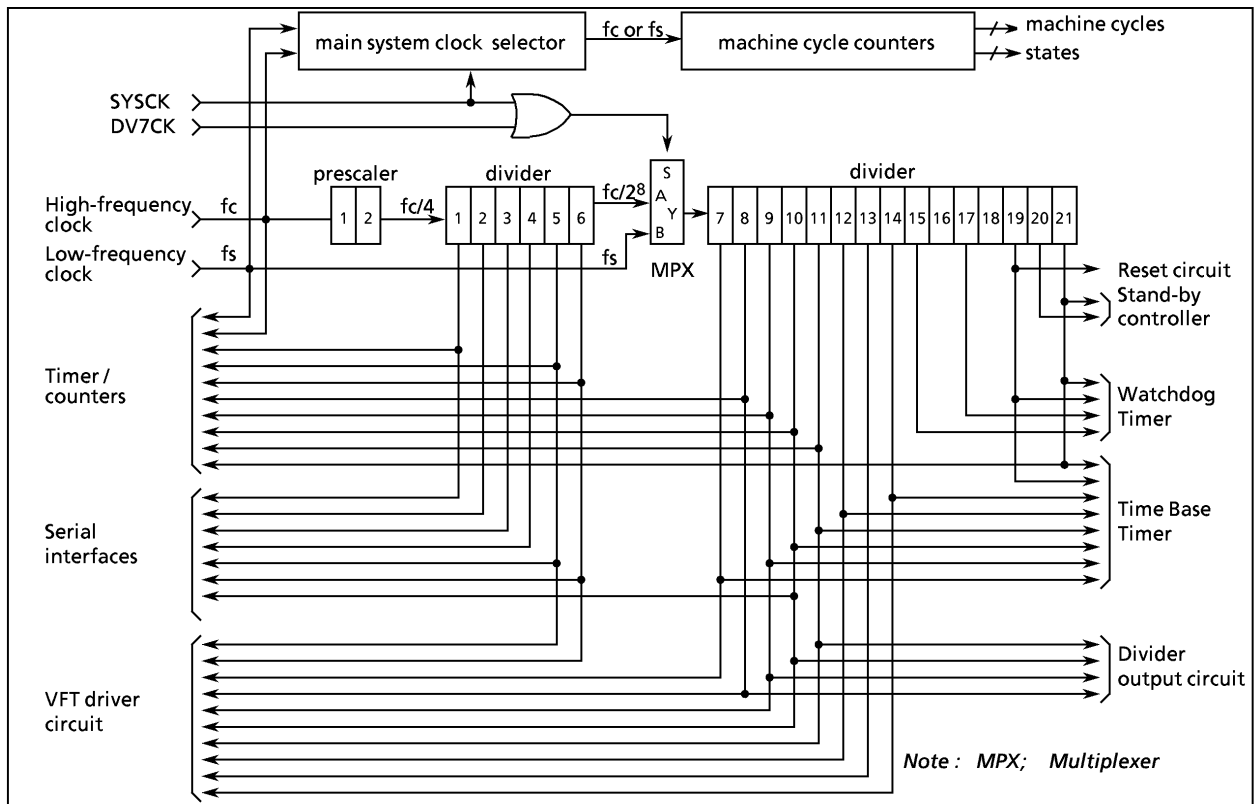 main system clock selector
fc or fs
machine cycle counters
machine cycles
states
SYSCK
DV7CK
prescaler
divider
divider
High-frequency
clock
fc
1 2
fc/4
1 2 3 4 5 6
fc/2⁸
S
A
Y
B
MPX
7 8 9 10 11 12 13 14 15 16 17 18 19 20 21
Low-frequency
clock
fs
fs
Reset circuit
Stand-by
controller
Timer /
counters
Watchdog
Timer
Serial
interfaces
Time Base
Timer
VFT driver
circuit
Divider
output circuit
Note : MPX; Multiplexer